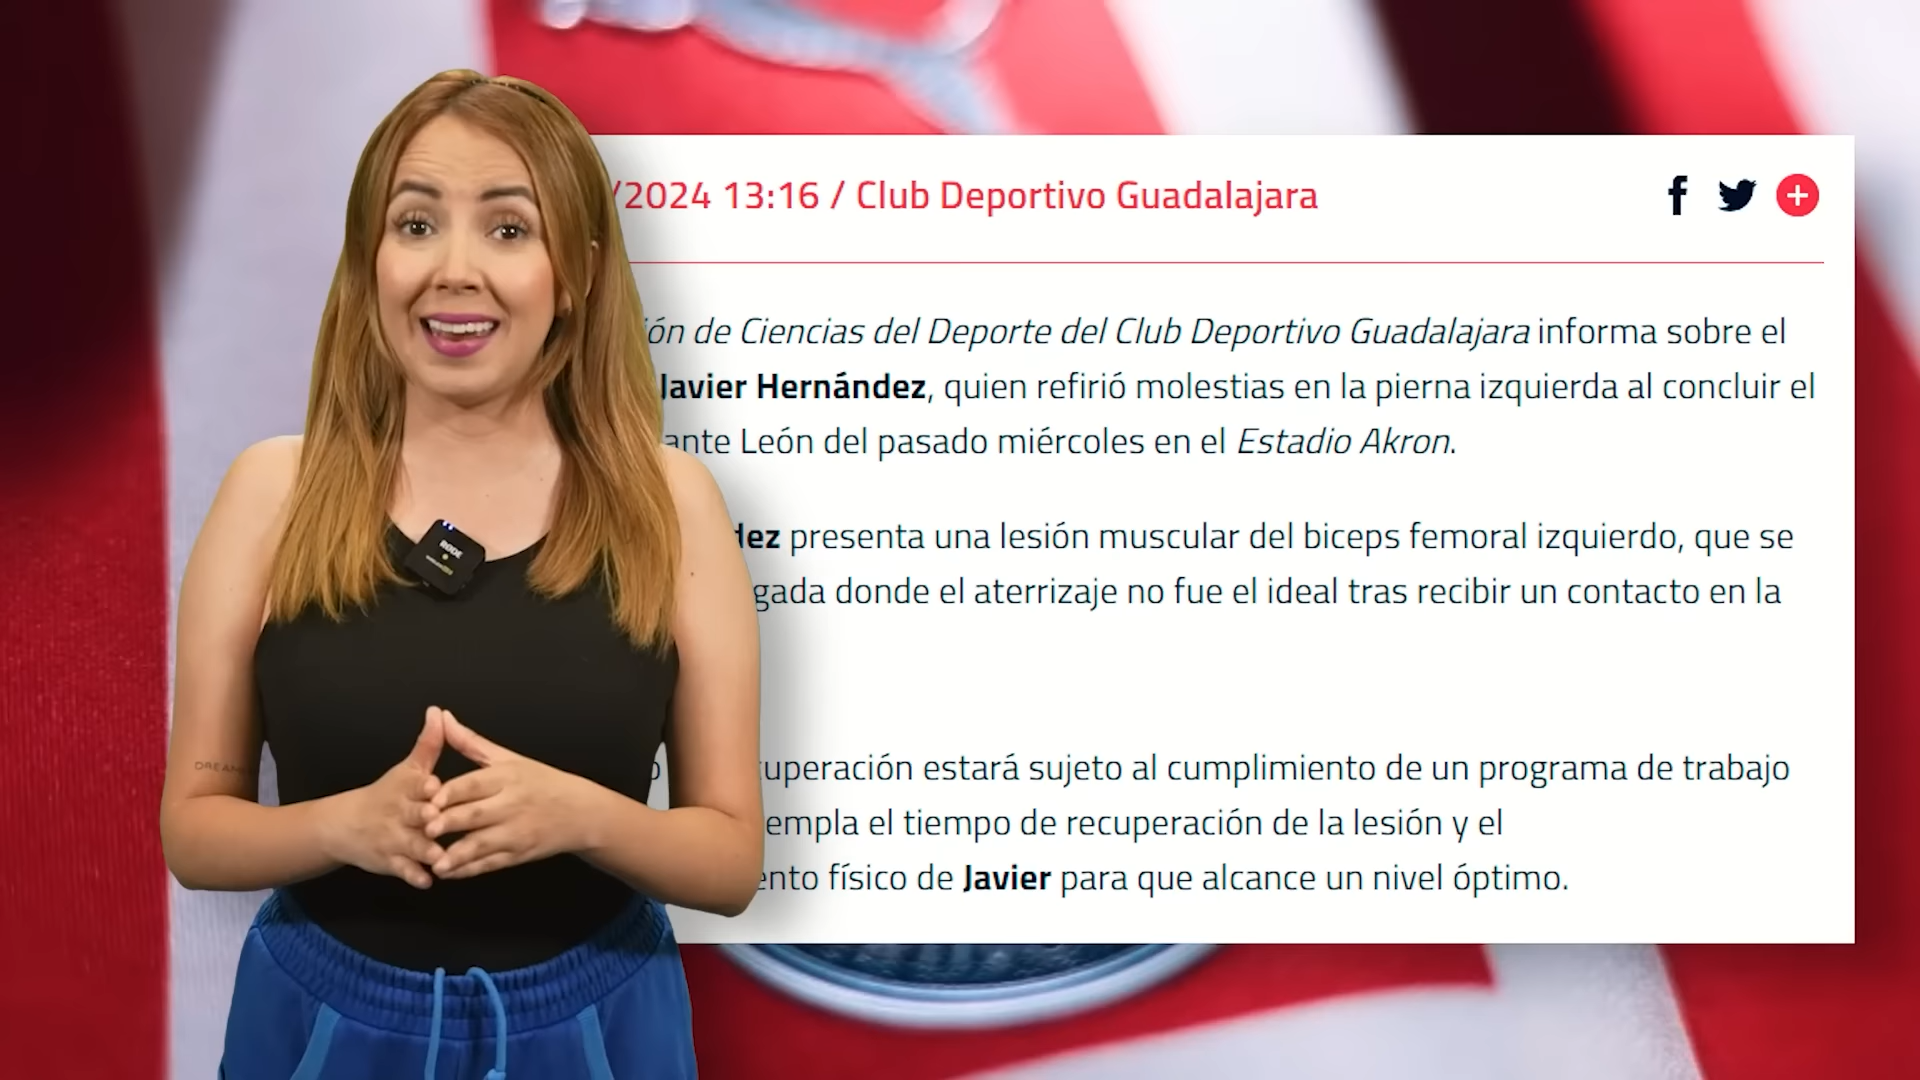 /2024 13:16 / Club Deportivo Guadalajara
f
ión de Ciencias del Deporte del Club Deportivo Guadalajara informa sobre el
Javier Hernández, quien refirió molestias en la pierna izquierda al concluir el
ante León del pasado miércoles en el Estadio Akron.
dez presenta una lesión muscular del biceps femoral izquierdo, que se
gada donde el aterrizaje no fue el ideal tras recibir un contacto en la
RODE
DREAM
o cuperación estará sujeto al cumplimiento de un programa de trabajo
empla el tiempo de recuperación de la lesión y el
ento físico de Javier para que alcance un nivel óptimo.